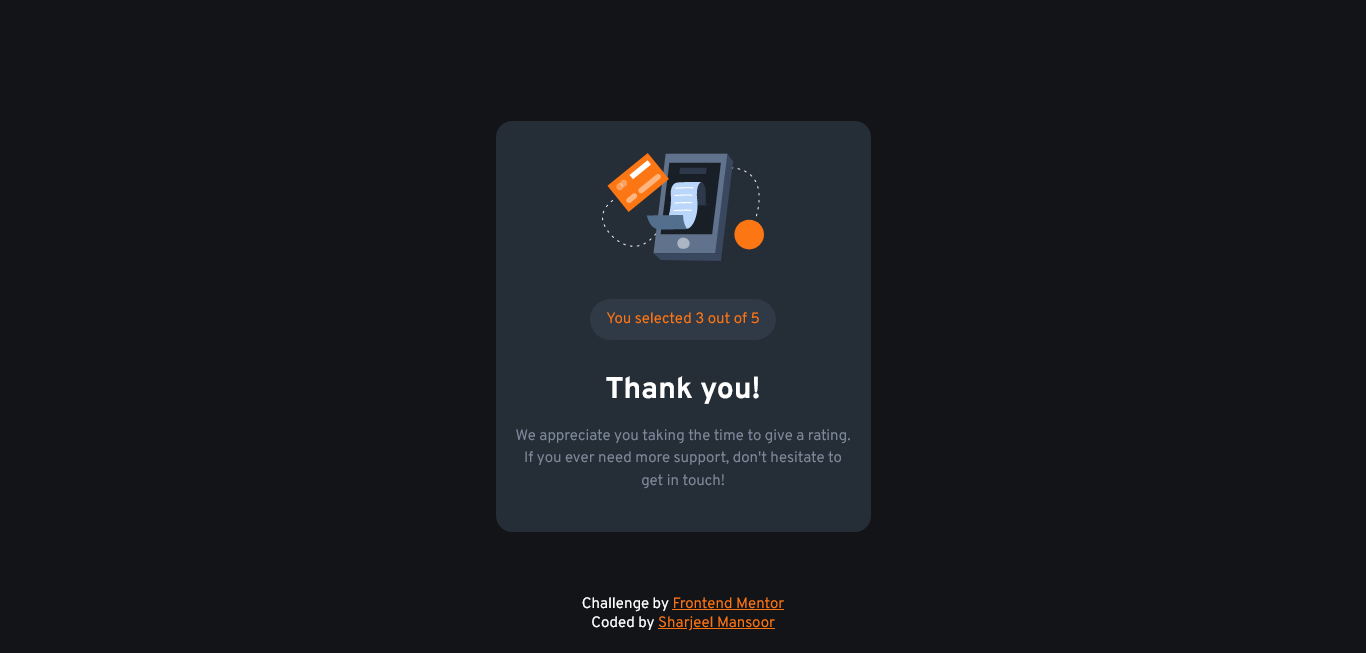 You selected 3 out of 5
Thank you!
We appreciate you taking the time to give a rating.
If you ever need more support, don't hesitate to
get in touch!
Challenge by Frontend Mentor
Coded by Sharjeel Mansoor